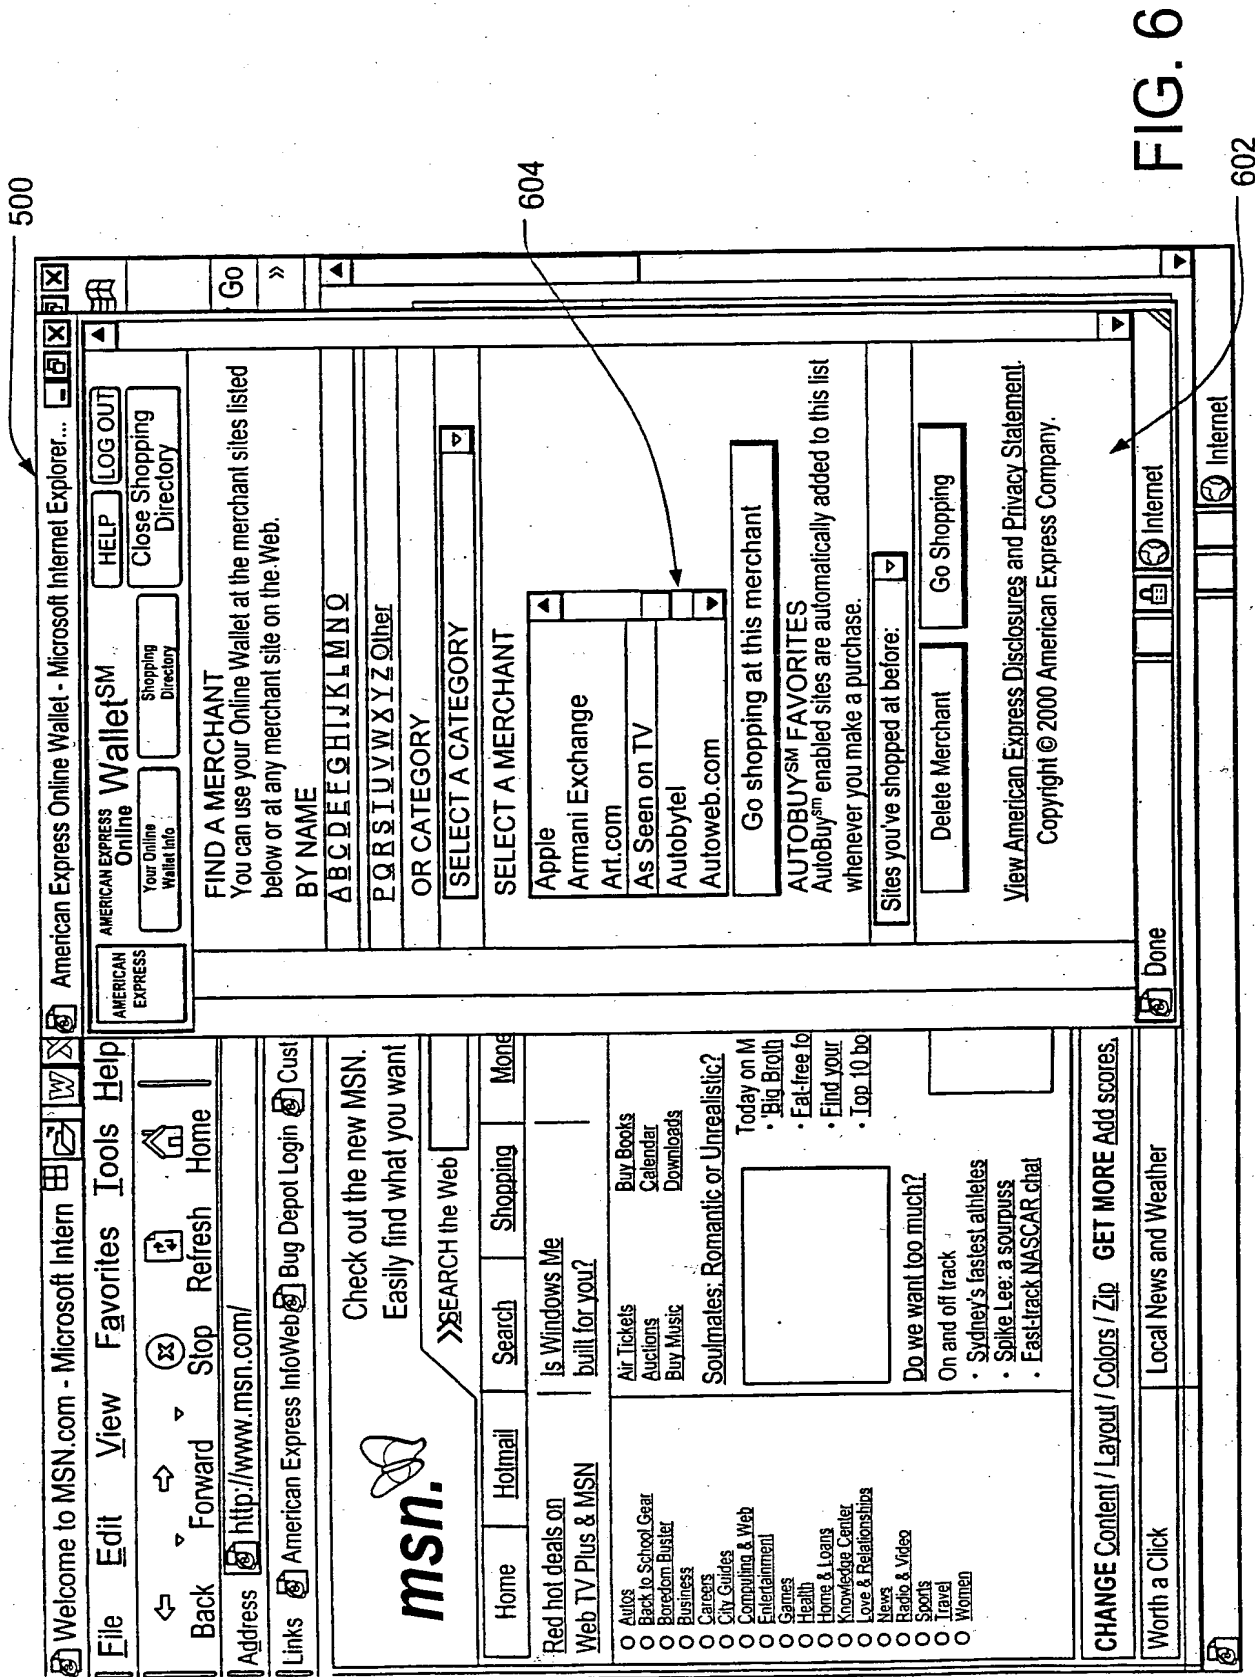 500
Welcome to MSN.com - Microsoft Intern
File Edit View Favorites Tools Help
Back Forward Stop Refresh Home
Address http://www.msn.com/
Go
Links American Express InfoWeb Bug Depot Login Cust
»
msn.
Check out the new MSN.
Easily find what you want
SEARCH the Web
Home Hotmail Search Shopping Mone
Red hot deals on
Web TV Plus & MSN
Is Windows Me
built for you?
Autos
Back to School Gear
Boredom Buster
Business
Careers
City Guides
Computing & Web
Entertainment
Games
Health
Home & Loans
Knowledge Center
Love & Relationships
News
Radio & Video
Sports
Travel
Women
Air Tickets Buy Books
Auctions Calendar
Buy Music Downloads
Soulmates: Romantic or Unrealistic?
Today on M
• 'Big Broth
• Fat-free fo
• Find your
• Top 10 bo
Do we want too much?
On and off track
• Sydney's fastest athletes
• Spike Lee: a sourpuss
• Fast-track NASCAR chat
CHANGE Content / Layout / Colors / Zip GET MORE Add scores,
Worth a Click Local News and Weather
Internet
American Express Online Wallet - Microsoft Internet Explorer...
AMERICAN
EXPRESS
AMERICAN EXPRESS
Online Wallet SM
HELP LOG OUT
Your Online
Wallet Info
Shopping
Directory
Close Shopping
Directory
FIND A MERCHANT
You can use your Online Wallet at the merchant sites listed
below or at any merchant site on the Web.
BY NAME
A B C D E F G H I J K L M N O
P Q R S T U V W X Y Z Other
OR CATEGORY
SELECT A CATEGORY
SELECT A MERCHANT
Apple
Armani Exchange
Art.com
As Seen on TV
Autobytel
Autoweb.com
604
Go shopping at this merchant
AUTOBUY SM FAVORITES
AutoBuy sm enabled sites are automatically added to this list
whenever you make a purchase.
Sites you've shopped at before:
Delete Merchant Go Shopping
View American Express Disclosures and Privacy Statement.
Copyright © 2000 American Express Company.
Done Internet
602
FIG. 6